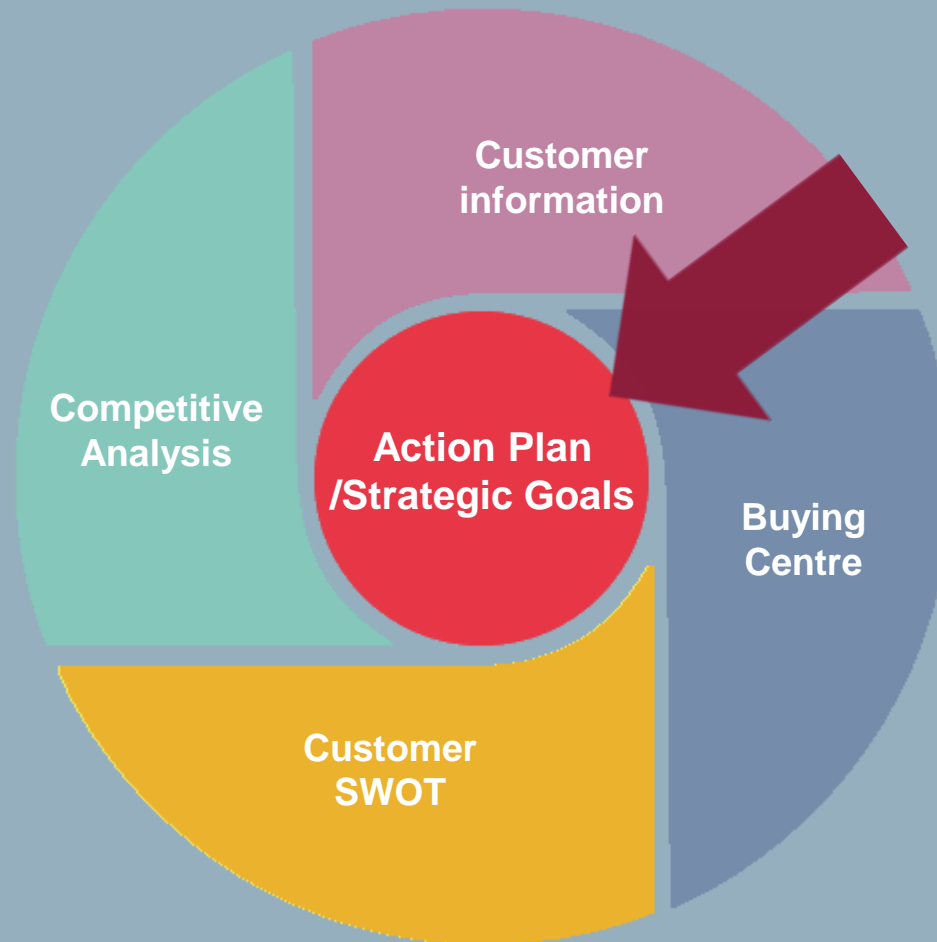 Customer
information
Competitive
Analysis
Action Plan
/Strategic Goals
Buying
Centre
Customer
SWOT